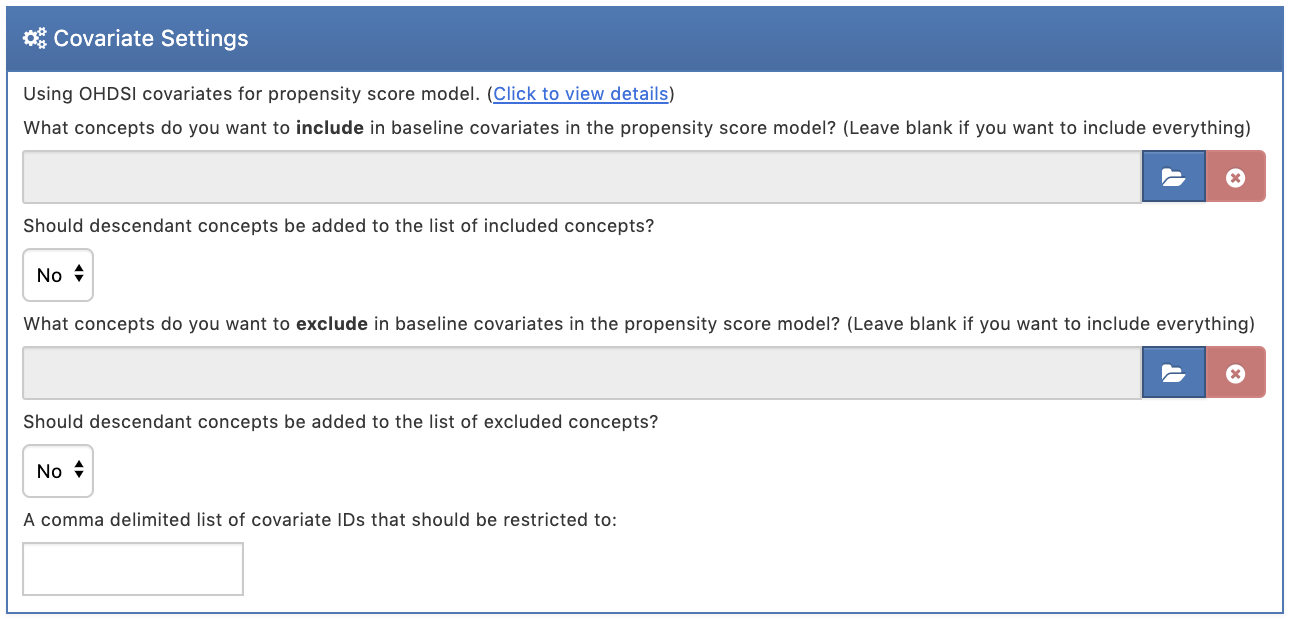 Covariate Settings
Using OHDSI covariates for propensity score model. (Click to view details)
What concepts do you want to include in baseline covariates in the propensity score model? (Leave blank if you want to include everything)
Should descendant concepts be added to the list of included concepts?
No
What concepts do you want to exclude in baseline covariates in the propensity score model? (Leave blank if you want to include everything)
Should descendant concepts be added to the list of excluded concepts?
No
A comma delimited list of covariate IDs that should be restricted to: